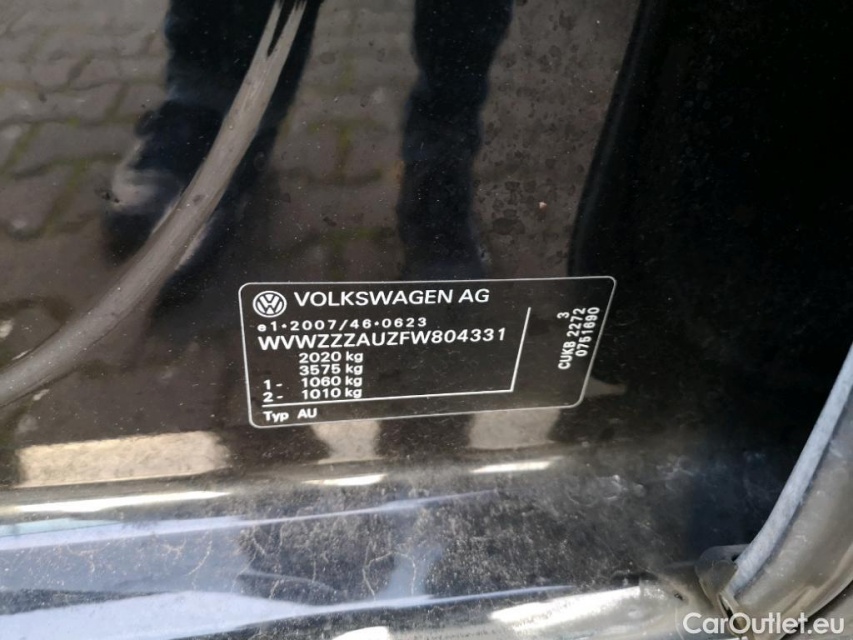 VOLKSWAGEN AG
e1*2007/46*0623
WVWZZZAUZFW804331
2020 kg
3575 kg
1 - 1060 kg
2 - 1010 kg
Typ AU
3
CUKB 2272
0751690
CarOutlet.eu